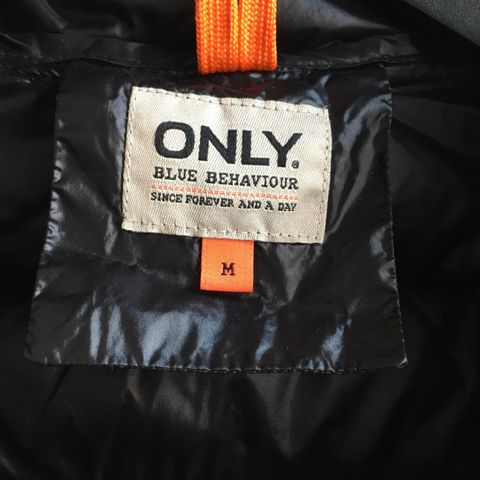 ONLY®
BLUE BEHAVIOUR
SINCE FOREVER AND A DAY
M